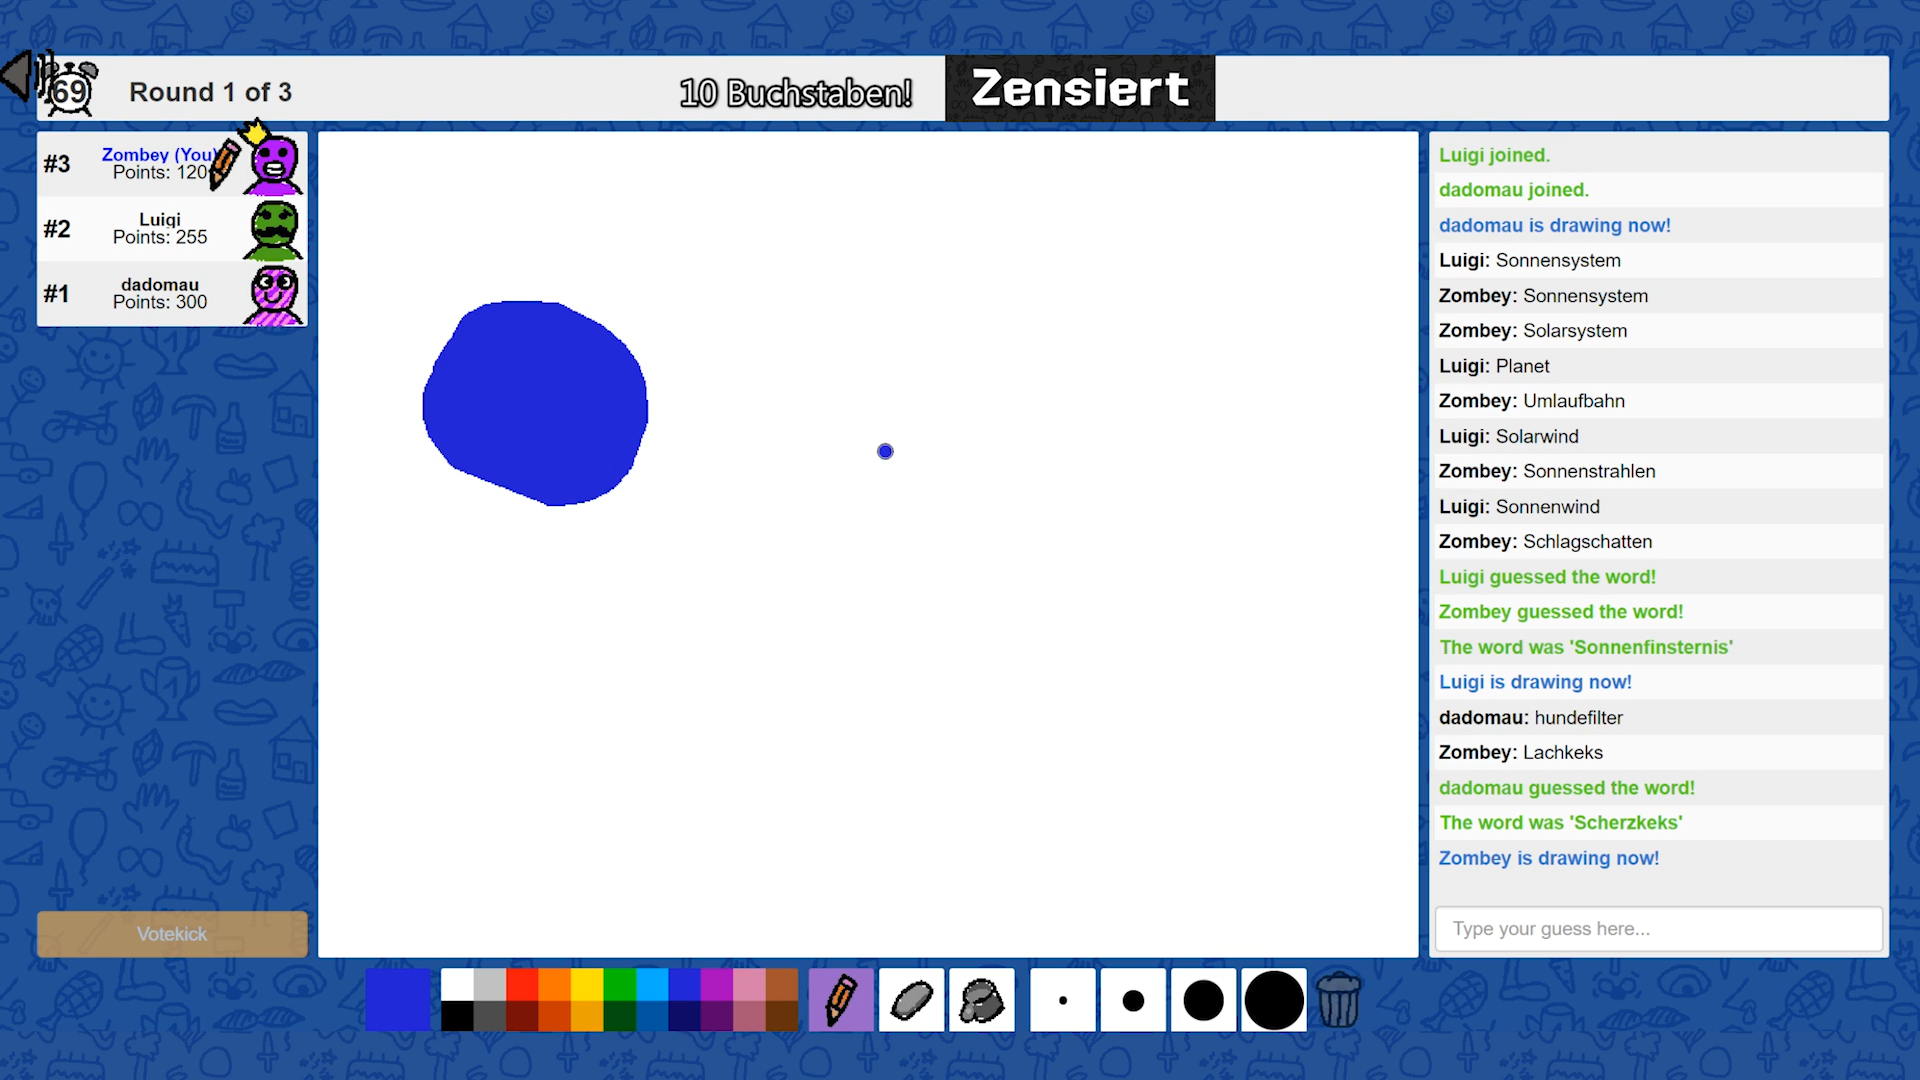 69
Round 1 of 3
10 Buchstaben!
Zensiert
#3
Zombey (You)
Points: 120
#2
Luigi
Points: 255
#1
dadomau
Points: 300
Votekick
Luigi joined.
dadomau joined.
dadomau is drawing now!
Luigi: Sonnensystem
Zombey: Sonnensystem
Zombey: Solarsystem
Luigi: Planet
Zombey: Umlaufbahn
Luigi: Solarwind
Zombey: Sonnenstrahlen
Luigi: Sonnenwind
Zombey: Schlagschatten
Luigi guessed the word!
Zombey guessed the word!
The word was 'Sonnenfinsternis'
Luigi is drawing now!
dadomau: hundefilter
Zombey: Lachkeks
dadomau guessed the word!
The word was 'Scherzkeks'
Zombey is drawing now!
Type your guess here...